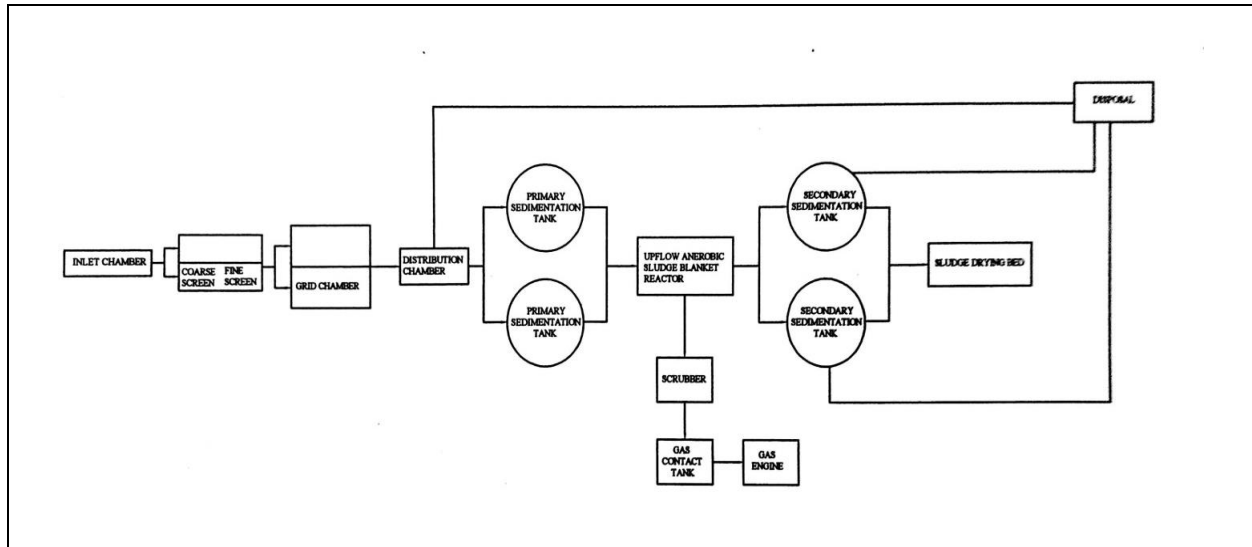 DISPOSAL
PRIMARY
SEDIMENTATION
TANK
SECONDARY
SEDIMENTATION
TANK
INLET CHAMBER
COARSE FINE
SCREEN SCREEN
GRID CHAMBER
DISTRIBUTION
CHAMBER
UPFLOW ANEROBIC
SLUDGE BLANKET
REACTOR
SLUDGE DRYING BED
PRIMARY
SEDIMENTATION
TANK
SECONDARY
SEDIMENTATION
TANK
SCRUBBER
GAS
CONTACT
TANK
GAS
ENGINE